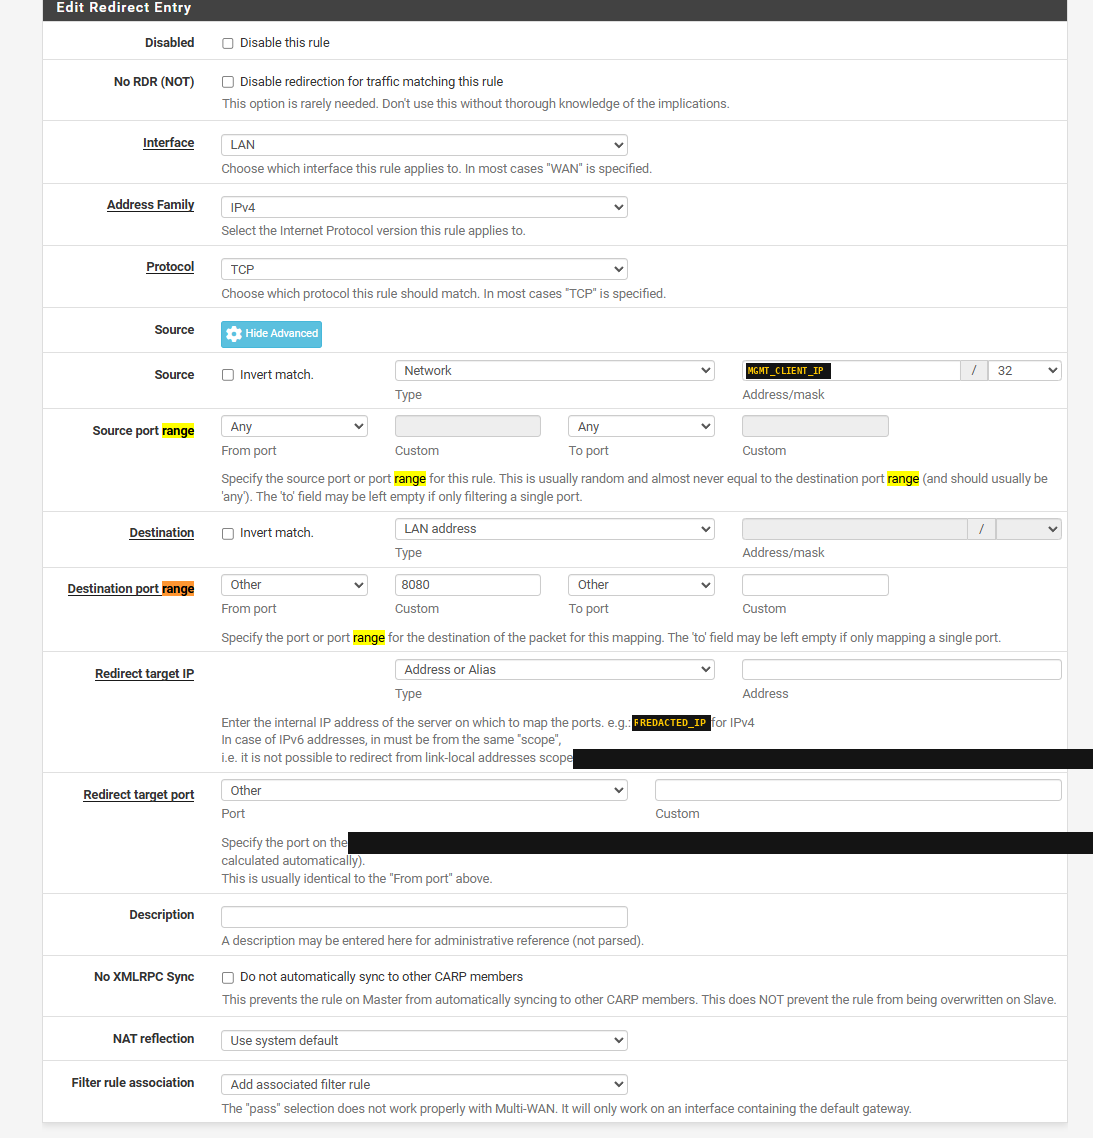 Edit Redirect Entry
Disabled
Disable this rule
No RDR (NOT)
Disable redirection for traffic matching this rule
This option is rarely needed. Don't use this without thorough knowledge of the implications.
Interface
LAN
Choose which interface this rule applies to. In most cases "WAN" is specified.
Address Family
IPv4
Select the Internet Protocol version this rule applies to.
Protocol
TCP
Choose which protocol this rule should match. In most cases "TCP" is specified.
Source
Hide Advanced
Source
Invert match.
Network
MGMT_CLIENT_IP
/
32
Type
Address/mask
Source port range
Any
Any
From port
Custom
To port
Custom
Specify the source port or port range for this rule. This is usually random and almost never equal to the destination port range (and should usually be
'any'). The 'to' field may be left empty if only filtering a single port.
Destination
Invert match.
LAN address
/
Type
Address/mask
Destination port range
Other
8080
Other
From port
Custom
To port
Custom
Specify the port or port range for the destination of the packet for this mapping. The 'to' field may be left empty if only mapping a single port.
Redirect target IP
Address or Alias
Type
Address
Enter the internal IP address of the server on which to map the ports. e.g.: REDACTED_IP for IPv4
In case of IPv6 addresses, in must be from the same "scope",
i.e. it is not possible to redirect from link-local addresses scope
Redirect target port
Other
Port
Custom
Specify the port on the
calculated automatically).
This is usually identical to the "From port" above.
Description
A description may be entered here for administrative reference (not parsed).
No XMLRPC Sync
Do not automatically sync to other CARP members
This prevents the rule on Master from automatically syncing to other CARP members. This does NOT prevent the rule from being overwritten on Slave.
NAT reflection
Use system default
Filter rule association
Add associated filter rule
The "pass" selection does not work properly with Multi-WAN. It will only work on an interface containing the default gateway.